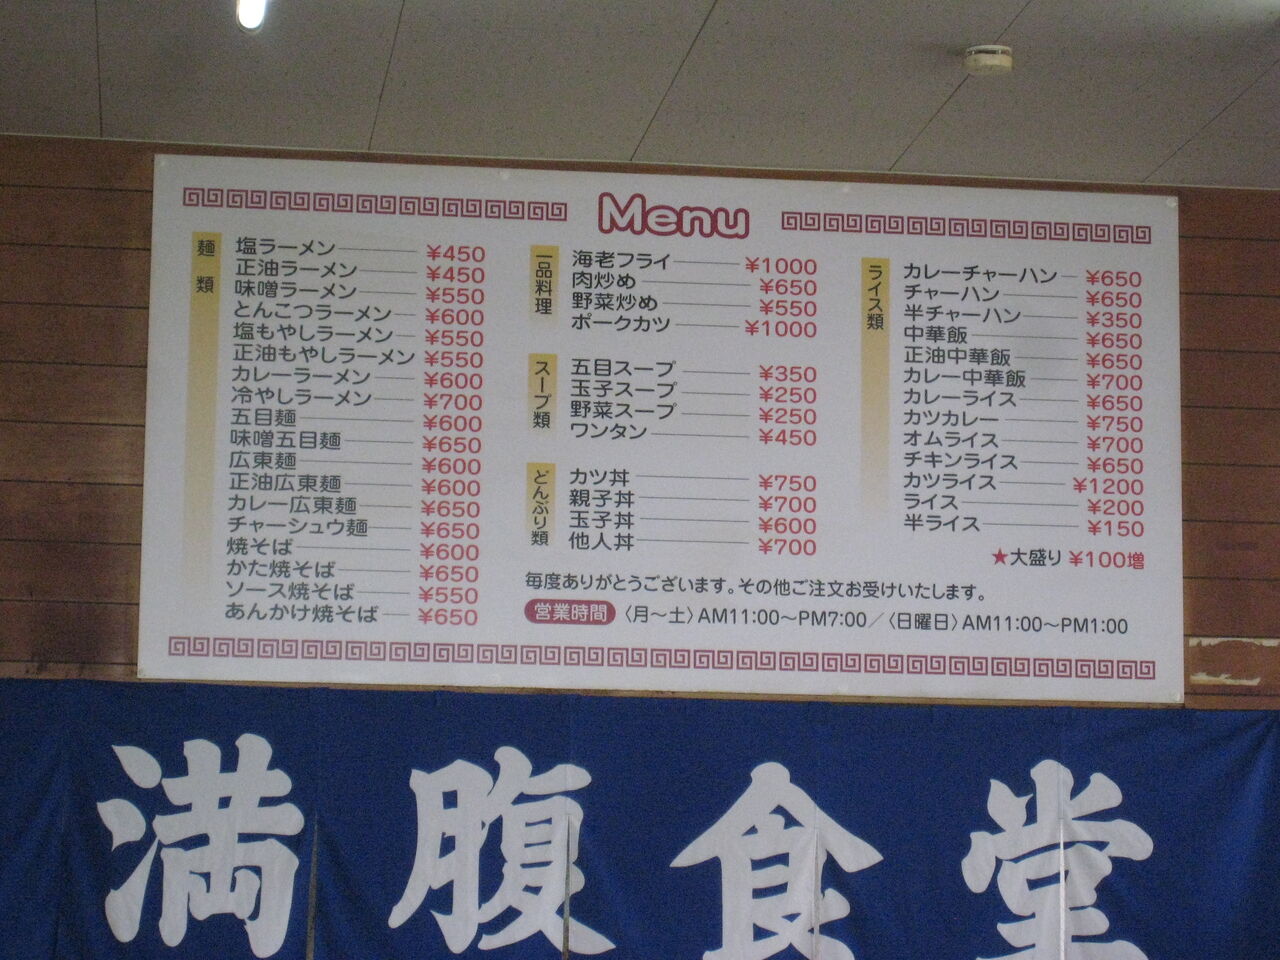 Menu
麺類
塩ラーメン ¥450
正油ラーメン ¥450
味噌ラーメン ¥550
とんこつラーメン ¥600
塩もやしラーメン ¥550
正油もやしラーメン ¥550
カレーラーメン ¥600
冷やしラーメン ¥700
五目麺 ¥600
味噌五目麺 ¥650
広東麺 ¥600
正油広東麺 ¥600
カレー広東麺 ¥650
チャーシュウ麺 ¥650
焼そば ¥600
かた焼そば ¥650
ソース焼そば ¥550
あんかけ焼そば ¥650
一品料理
海老フライ ¥1000
肉炒め ¥650
野菜炒め ¥550
ポークカツ ¥1000
スープ類
五目スープ ¥350
玉子スープ ¥250
野菜スープ ¥250
ワンタン ¥450
どんぶり類
カツ丼 ¥750
親子丼 ¥700
玉子丼 ¥600
他人丼 ¥700
ライス類
カレーチャーハン ¥650
チャーハン ¥650
半チャーハン ¥350
中華飯 ¥650
正油中華飯 ¥650
カレー中華飯 ¥700
カレーライス ¥650
カツカレー ¥750
オムライス ¥700
チキンライス ¥650
カツライス ¥1200
ライス ¥200
半ライス ¥150
★大盛り ¥100増
毎度ありがとうございます。その他ご注文お受けいたします。
営業時間 〈月〜土〉AM11:00〜PM7:00／〈日曜日〉AM11:00〜PM1:00
満腹食堂